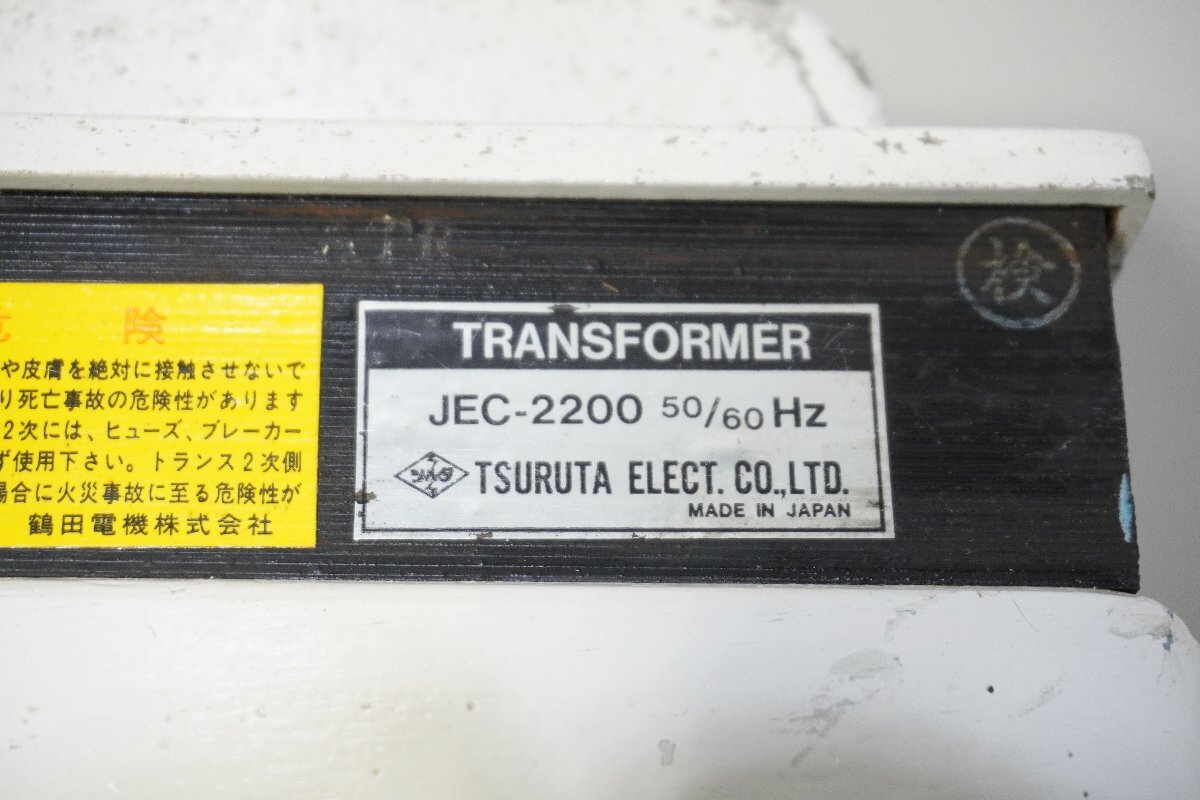 険
や皮膚を絶対に接触させないで
り死亡事故の危険性があります
2次には、ヒューズ、ブレーカー
ず使用下さい。トランス2次側
場合に火災事故に至る危険性が
鶴田電機株式会社
TRANSFORMER
JEC-2200 50/60 Hz
ツルタ TSURUTA ELECT. CO.,LTD.
MADE IN JAPAN
検